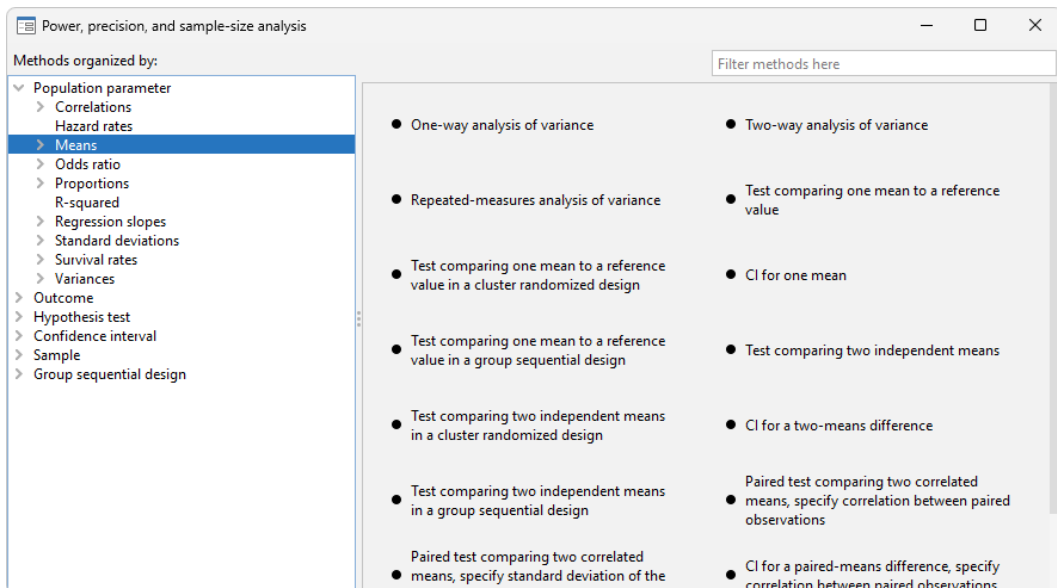 Power, precision, and sample-size analysis
Methods organized by:
Filter methods here
Population parameter
Correlations
Hazard rates
Means
Odds ratio
Proportions
R-squared
Regression slopes
Standard deviations
Survival rates
Variances
Outcome
Hypothesis test
Confidence interval
Sample
Group sequential design
One-way analysis of variance
Two-way analysis of variance
Repeated-measures analysis of variance
Test comparing one mean to a reference
value
Test comparing one mean to a reference
value in a cluster randomized design
CI for one mean
Test comparing one mean to a reference
value in a group sequential design
Test comparing two independent means
Test comparing two independent means
in a cluster randomized design
CI for a two-means difference
Test comparing two independent means
in a group sequential design
Paired test comparing two correlated
means, specify correlation between paired
observations
Paired test comparing two correlated
means, specify standard deviation of the
CI for a paired-means difference, specify
correlation between paired observations